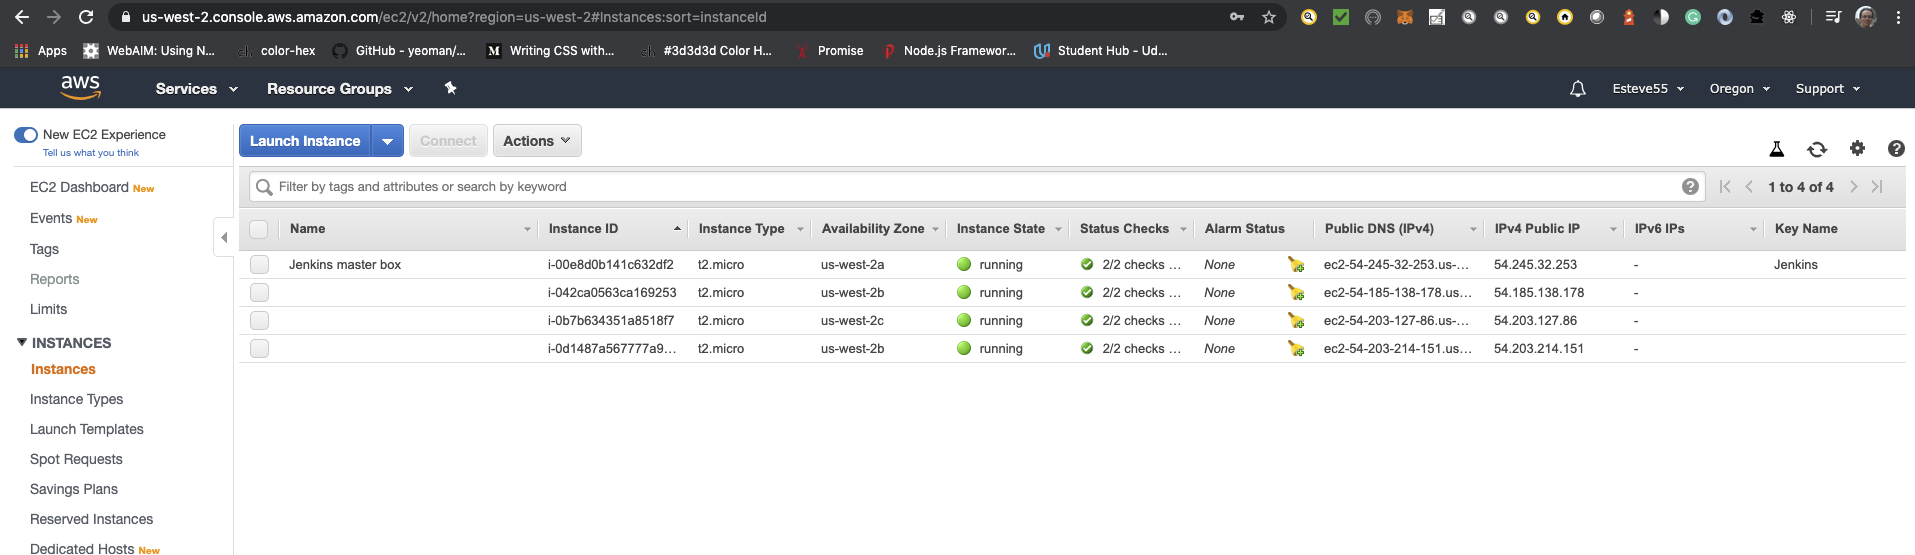 us-west-2.console.aws.amazon.com/ec2/v2/home?region=us-west-2#Instances:sort=instanceId
Apps WebAIM: Using N... color-hex GitHub - yeoman/... Writing CSS with... #3d3d3d Color H... Promise Node.js Framewor... Student Hub - Ud...
aws Services Resource Groups Esteve55 Oregon Support
New EC2 Experience
Tell us what you think
EC2 Dashboard New
Events New
Tags
Reports
Limits
INSTANCES
Instances
Instance Types
Launch Templates
Spot Requests
Savings Plans
Reserved Instances
Dedicated Hosts New
Launch Instance Connect Actions
Filter by tags and attributes or search by keyword 1 to 4 of 4
Name Instance ID Instance Type Availability Zone Instance State Status Checks Alarm Status Public DNS (IPv4) IPv4 Public IP IPv6 IPs Key Name
Jenkins master box i-00e8d0b141c632df2 t2.micro us-west-2a running 2/2 checks ... None ec2-54-245-32-253.us-... 54.245.32.253 - Jenkins
i-042ca0563ca169253 t2.micro us-west-2b running 2/2 checks ... None ec2-54-185-138-178.us... 54.185.138.178 -
i-0b7b634351a8518f7 t2.micro us-west-2c running 2/2 checks ... None ec2-54-203-127-86.us-... 54.203.127.86 -
i-0d1487a567777a9... t2.micro us-west-2b running 2/2 checks ... None ec2-54-203-214-151.us... 54.203.214.151 -